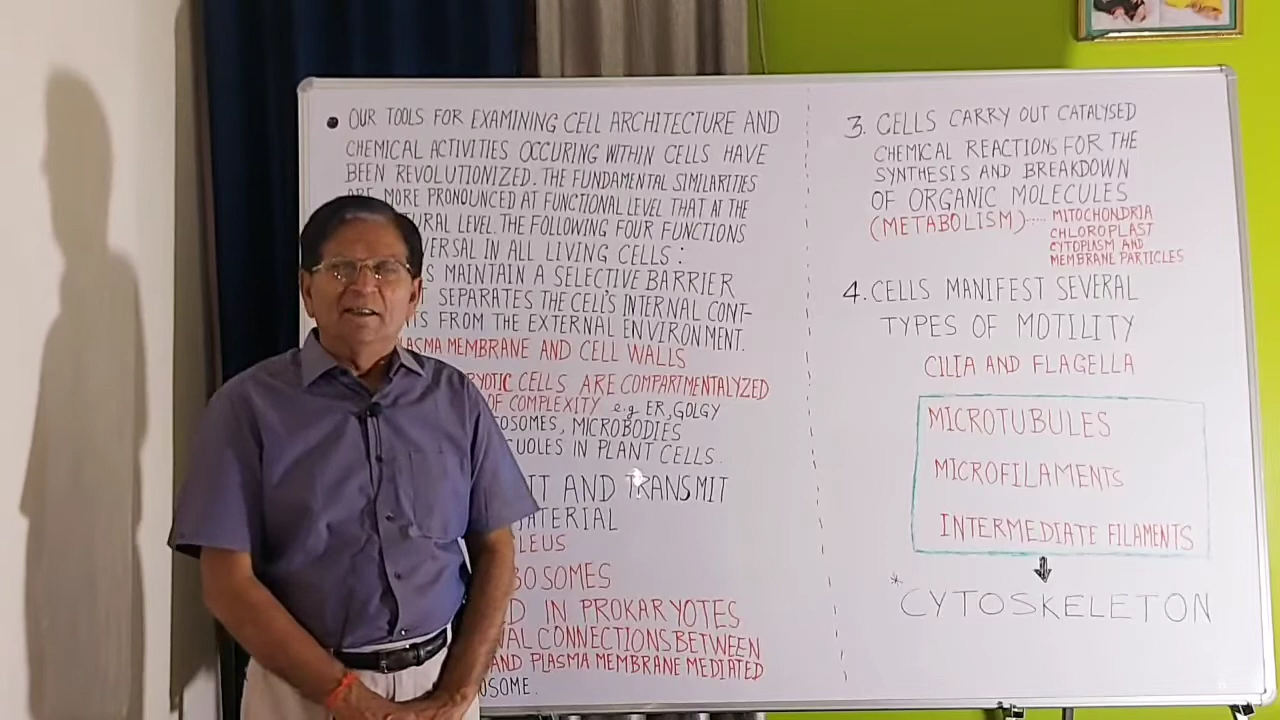 OUR TOOLS FOR EXAMINING CELL ARCHITECTURE AND
CHEMICAL ACTIVITIES OCCURING WITHIN CELLS HAVE
BEEN REVOLUTIONIZED. THE FUNDAMENTAL SIMILARITIES
ARE MORE PRONOUNCED AT FUNCTIONAL LEVEL THAT AT THE
LEVEL. THE FOLLOWING FOUR FUNCTIONS
IN ALL LIVING CELLS :
MAINTAIN A SELECTIVE BARRIER
SEPARATES THE CELL'S INTERNAL CONT-
FROM THE EXTERNAL ENVIRONMENT.
PLASMA MEMBRANE AND CELL WALLS
CELLS ARE COMPARTMENTALYZED
OF COMPLEXITY e.g ER, GOLGY
MICROBODIES
IN PLANT CELLS.
AND TRANSMIT
MATERIAL
IN PROKARYOTES
CONNECTIONS BETWEEN
AND PLASMA MEMBRANE MEDIATED
3. CELLS CARRY OUT CATALYSED
CHEMICAL REACTIONS FOR THE
SYNTHESIS AND BREAKDOWN
OF ORGANIC MOLECULES
(METABOLISM)····· MITOCHONDRIA
CHLOROPLAST
CYTOPLASM AND
MEMBRANE PARTICLES
4. CELLS MANIFEST SEVERAL
TYPES OF MOTILITY
CILIA AND FLAGELLA
MICROTUBULES
MICROFILAMENTS
INTERMEDIATE FILAMENTS
* CYTOSKELETON